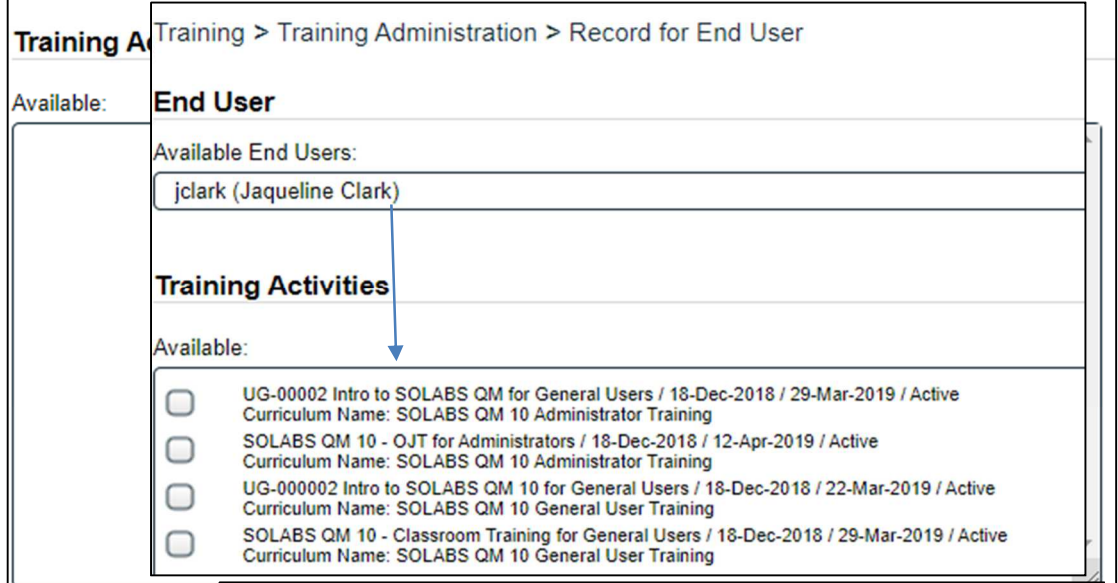 Training A
Available:
Training > Training Administration > Record for End User
End User
Available End Users:
jclark (Jaqueline Clark)
Training Activities
Available:
UG-00002 Intro to SOLABS QM for General Users / 18-Dec-2018 / 29-Mar-2019 / Active
Curriculum Name: SOLABS QM 10 Administrator Training
SOLABS QM 10 - OJT for Administrators / 18-Dec-2018 / 12-Apr-2019 / Active
Curriculum Name: SOLABS QM 10 Administrator Training
UG-000002 Intro to SOLABS QM 10 for General Users / 18-Dec-2018 / 22-Mar-2019 / Active
Curriculum Name: SOLABS QM 10 General User Training
SOLABS QM 10 - Classroom Training for General Users / 18-Dec-2018 / 29-Mar-2019 / Active
Curriculum Name: SOLABS QM 10 General User Training